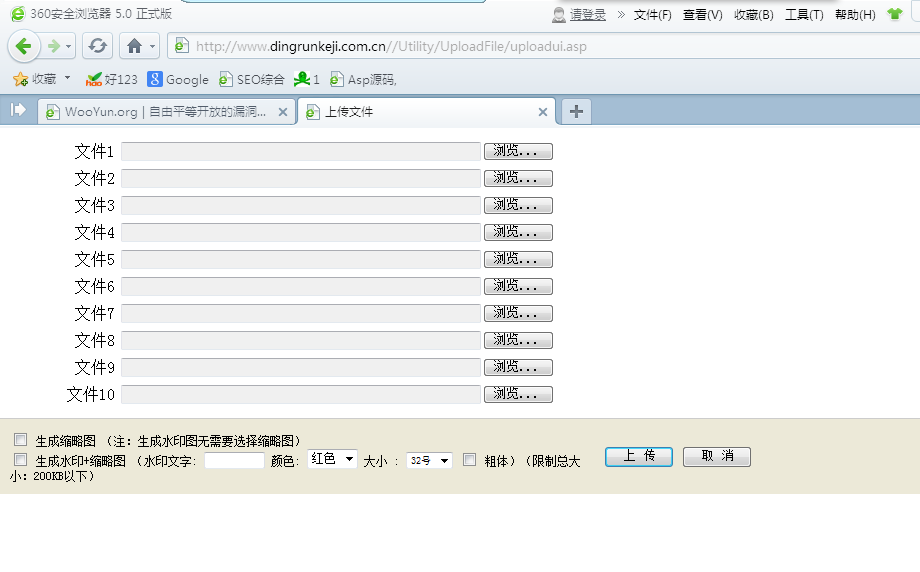 360安全浏览器 5.0 正式版
请登录 » 文件(F) 查看(V) 收藏(B) 工具(T) 帮助(H)
http://www.dingrunkeji.com.cn//Utility/UploadFile/uploadui.asp
收藏 hao 好123 8 Google SEO综合 1 Asp源码,
WooYun.org | 自由平等开放的漏洞... 上传文件
文件1 浏览...
文件2 浏览...
文件3 浏览...
文件4 浏览...
文件5 浏览...
文件6 浏览...
文件7 浏览...
文件8 浏览...
文件9 浏览...
文件10 浏览...
生成缩略图 (注: 生成水印图无需要选择缩略图)
生成水印+缩略图 (水印文字: 颜色: 红色 大小 : 32号 粗体) (限制总大
小: 200KB以下)
上 传 取 消